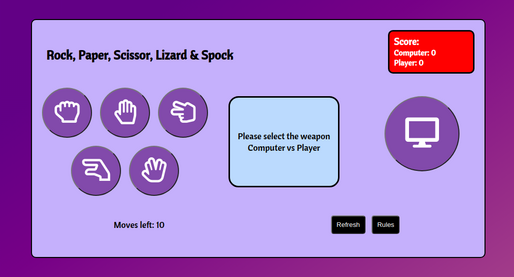 Rock, Paper, Scissor, Lizard & Spock
Score:
Computer: 0
Player: 0
Please select the weapon
Computer vs Player
Moves left: 10
Refresh
Rules